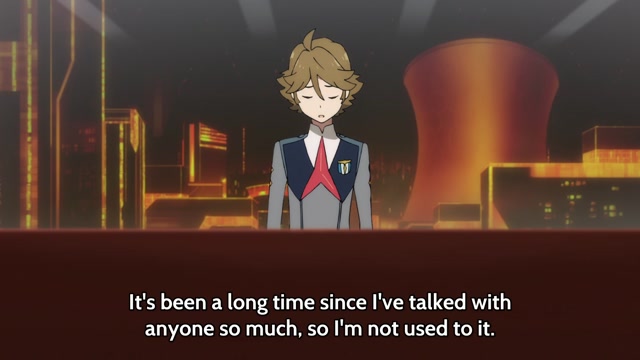 It's been a long time since I've talked with
anyone so much, so I'm not used to it.